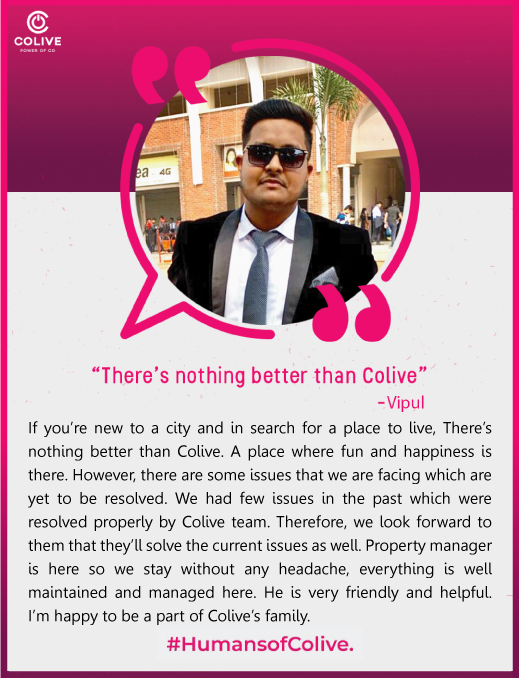 COLIVE
POWER OF CO
ea 4G
“There’s nothing better than Colive”
-Vipul
If you’re new to a city and in search for a place to live, There’s
nothing better than Colive. A place where fun and happiness is
there. However, there are some issues that we are facing which are
yet to be resolved. We had few issues in the past which were
resolved properly by Colive team. Therefore, we look forward to
them that they’ll solve the current issues as well. Property manager
is here so we stay without any headache, everything is well
maintained and managed here. He is very friendly and helpful.
I’m happy to be a part of Colive’s family.
#HumansofColive.